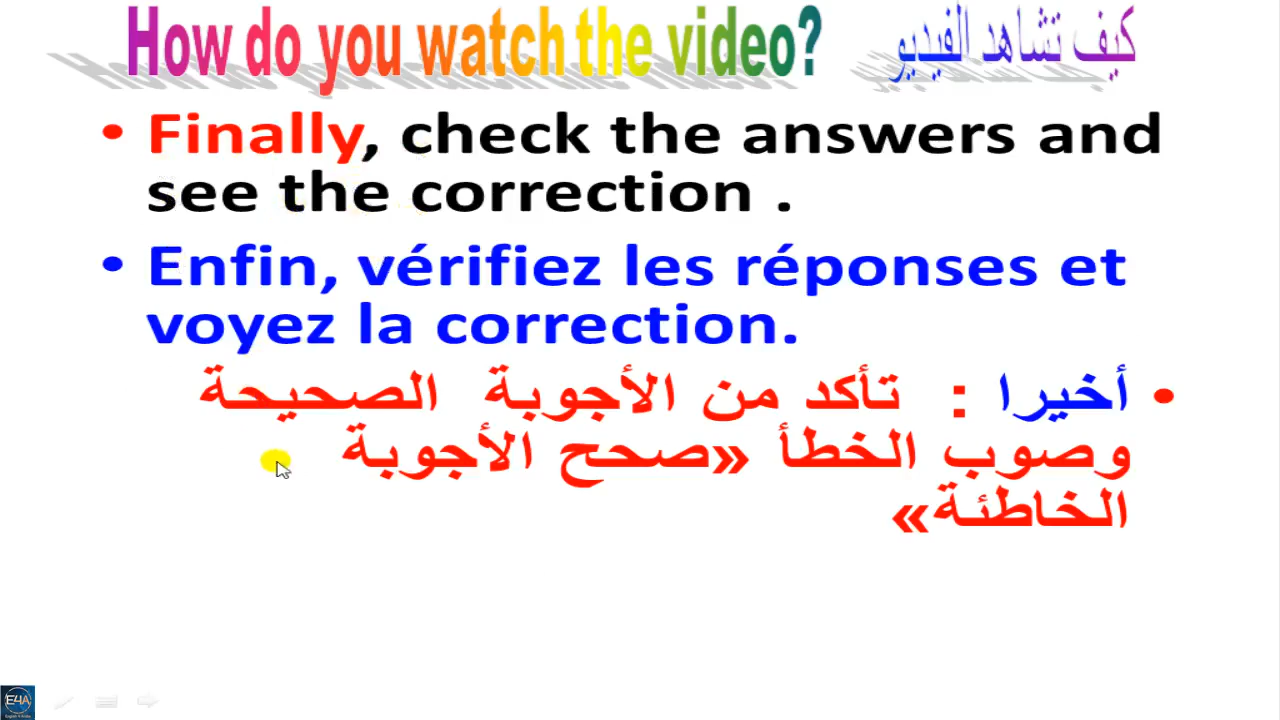 How do you watch the video?
كيف تشاهد الفيديو
• Finally, check the answers and
see the correction .
• Enfin, vérifiez les réponses et
voyez la correction.
• أخيرا : تأكد من الأجوبة الصحيحة
وصوب الخطأ «صحح الأجوبة
الخاطئة»
E4A